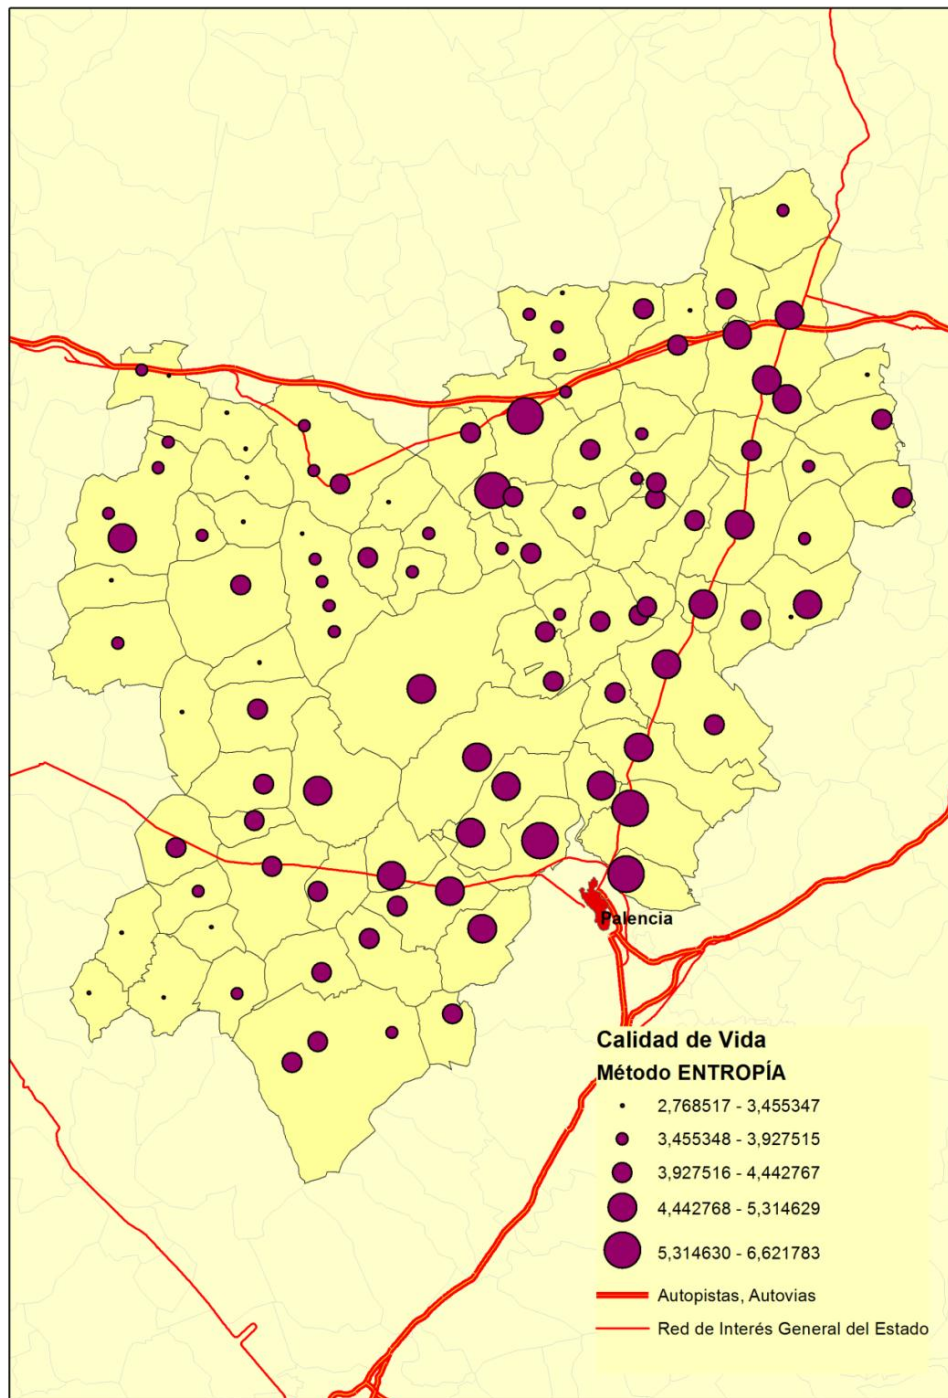 Palencia
Calidad de Vida
Método ENTROPÍA
2,768517 - 3,455347
3,455348 - 3,927515
3,927516 - 4,442767
4,442768 - 5,314629
5,314630 - 6,621783
Autopistas, Autovias
Red de Interés General del Estado